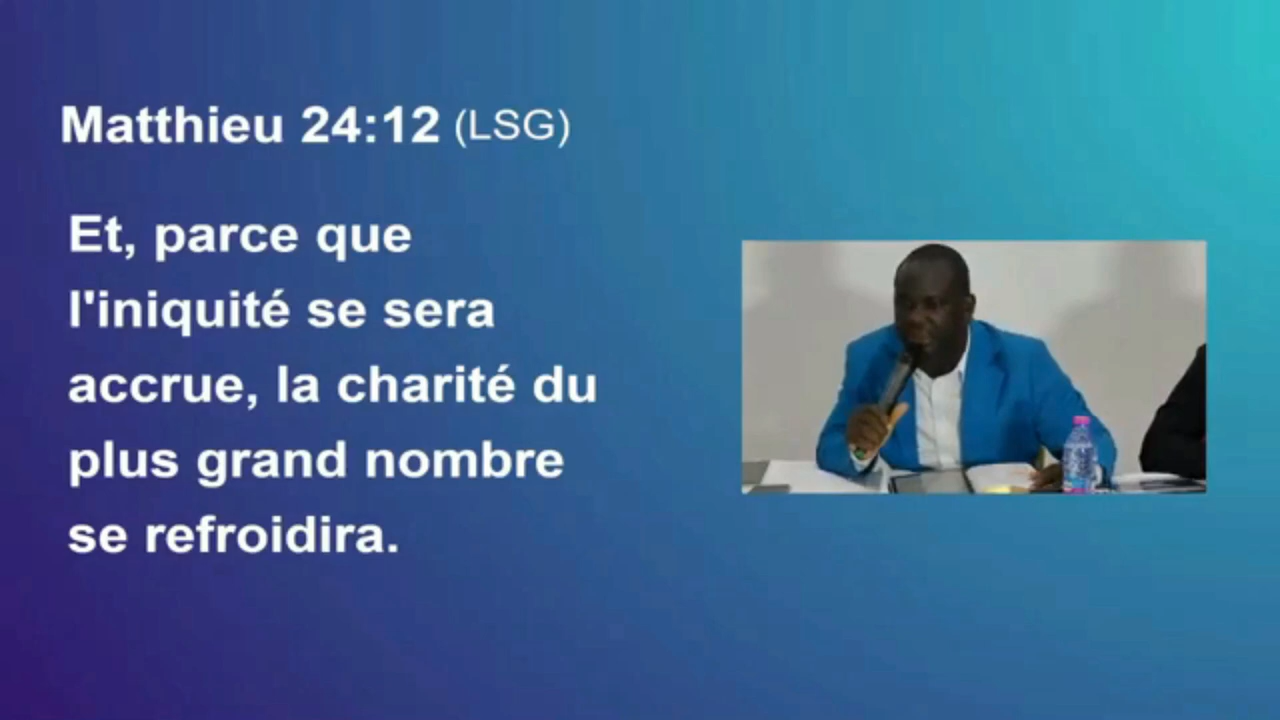 Matthieu 24:12 (LSG)
Et, parce que
l'iniquité se sera
accrue, la charité du
plus grand nombre
se refroidira.